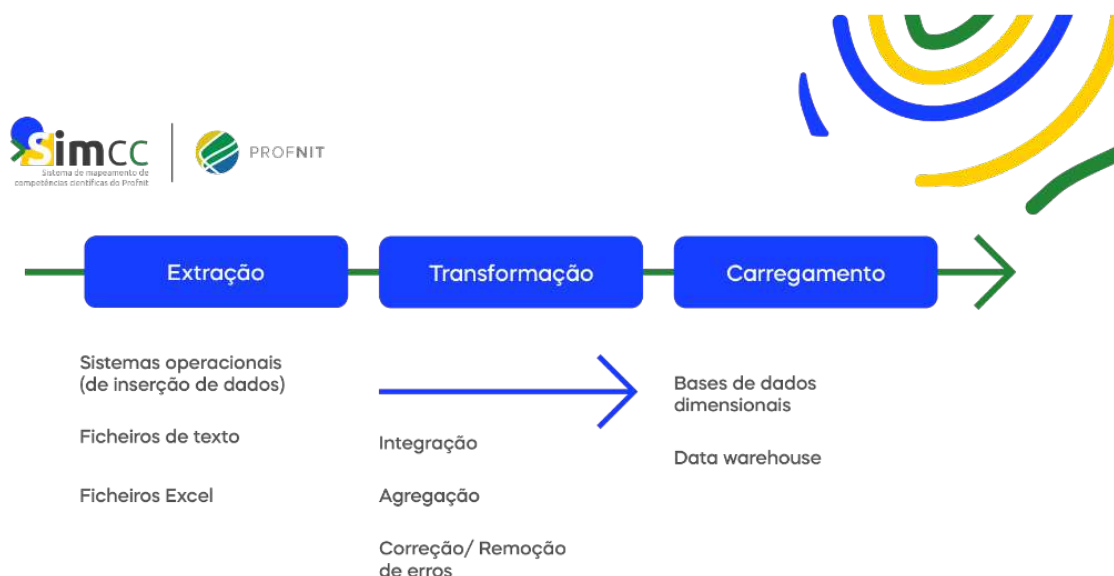 Simcc
Sistema de mapeamento de
competências científicas do Profnit
PROFNIT
Extração
Transformação
Carregamento
Sistemas operacionais
(de inserção de dados)
Ficheiros de texto
Ficheiros Excel
Integração
Agregação
Correção/ Remoção
de erros
Bases de dados
dimensionais
Data warehouse